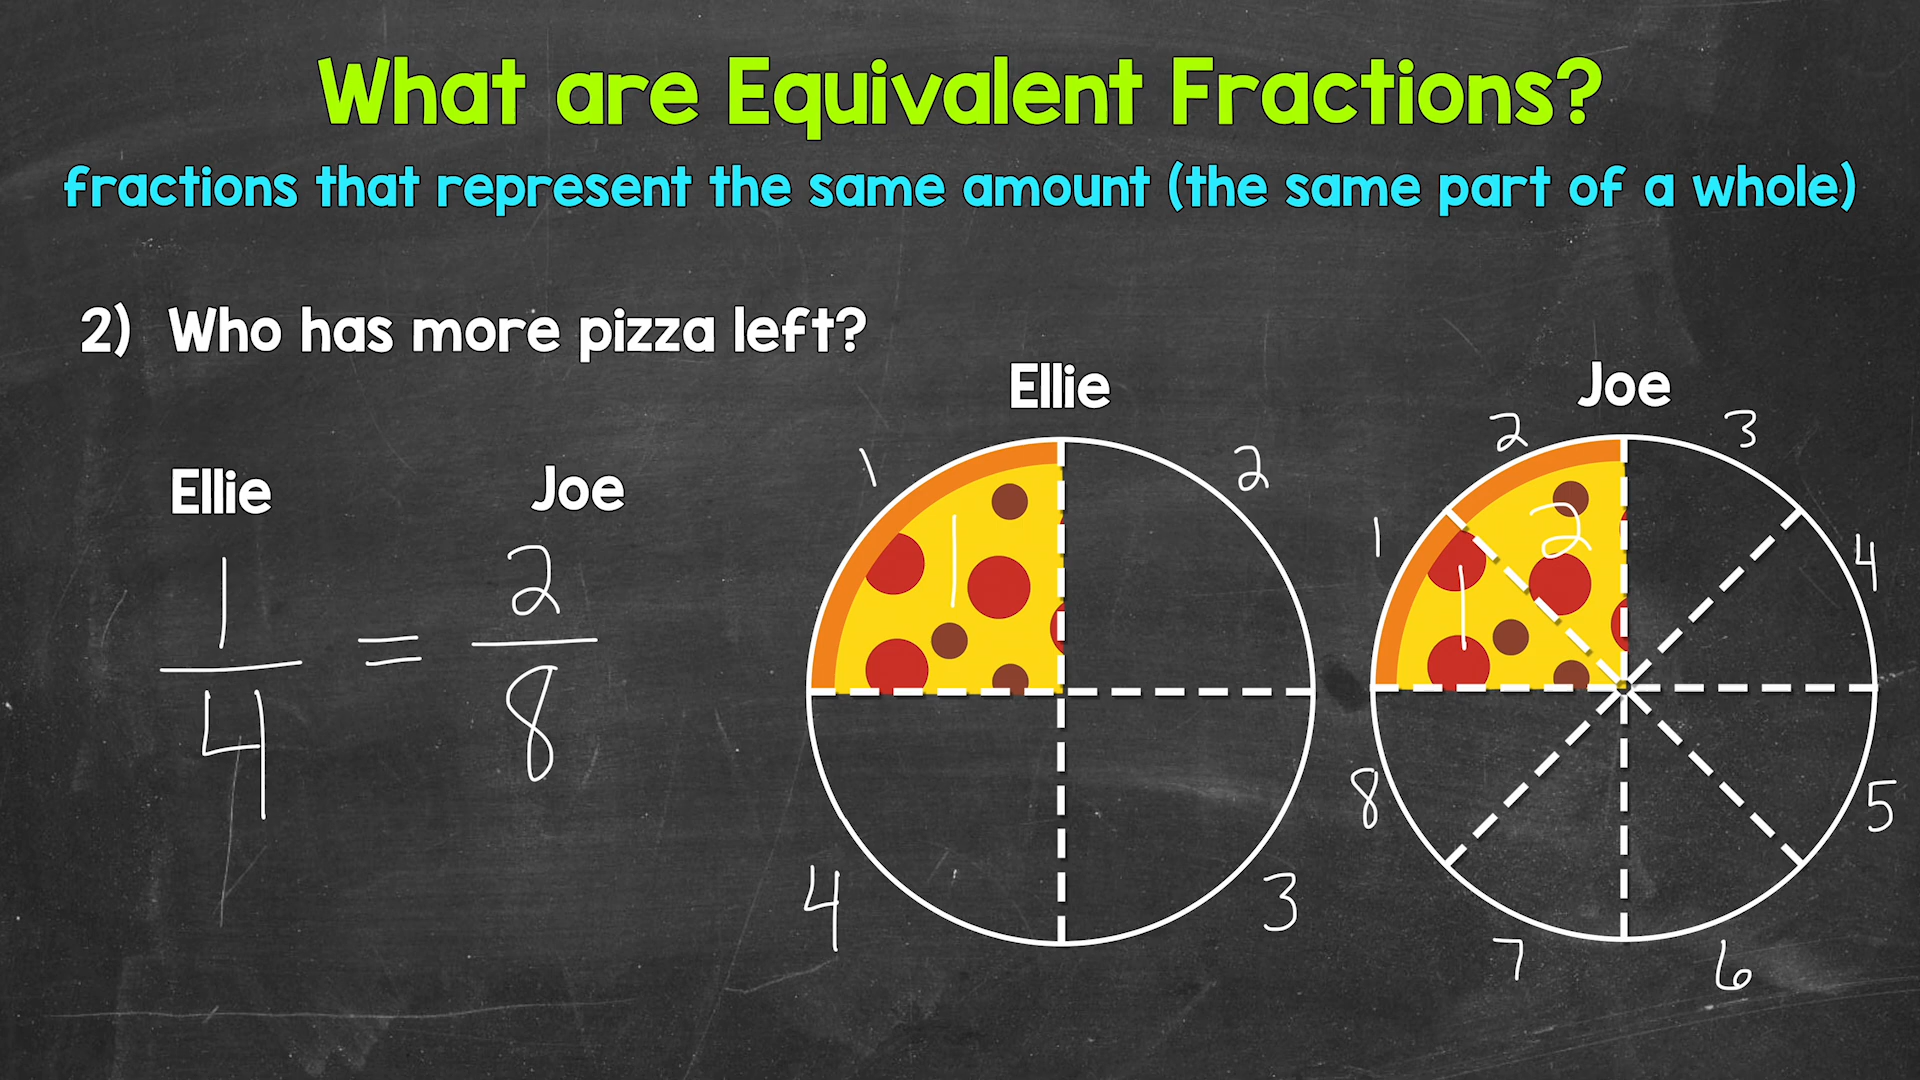 What are Equivalent Fractions?
fractions that represent the same amount (the same part of a whole)
2) Who has more pizza left?
Ellie Joe
1/4 = 2/8
Ellie
1 2
1
4 3
Joe
2 3
1 4
1 2
8 5
7 6